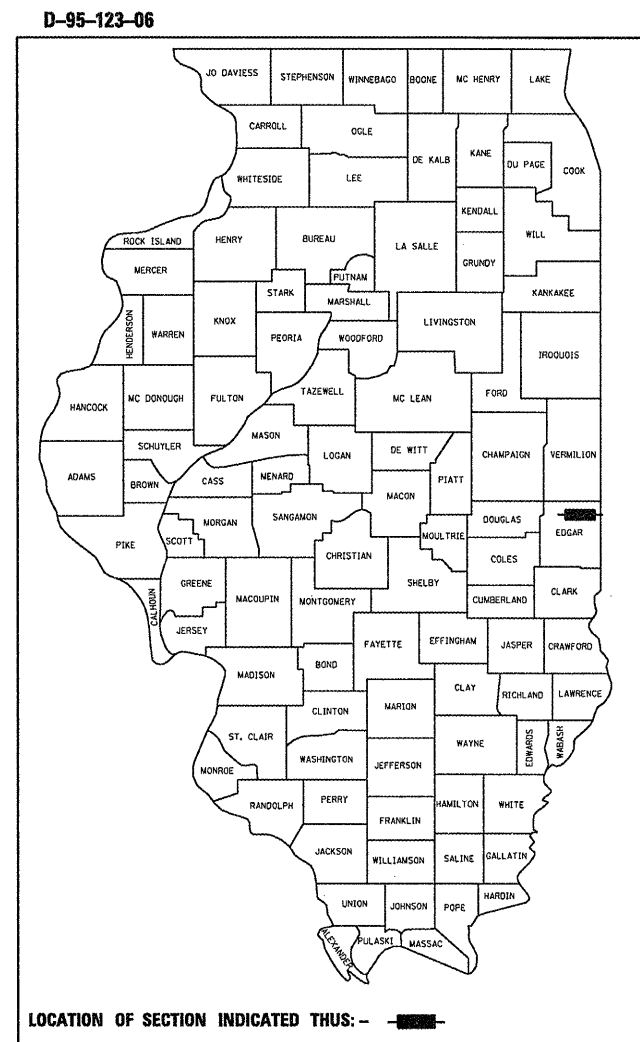 D-95-123-06
JO DAVIESS
STEPHENSON
WINNEBAGO
BOONE
MC HENRY
LAKE
CARROLL
OGLE
DE KALB
KANE
DU PAGE
COOK
WHITESIDE
LEE
KENDALL
ROCK ISLAND
HENRY
BUREAU
LA SALLE
GRUNDY
WILL
MERCER
STARK
PUTNAM
MARSHALL
KANKAKEE
HENDERSON
WARREN
KNOX
PEORIA
WOODFORD
LIVINGSTON
IROQUOIS
HANCOCK
MC DONOUGH
FULTON
TAZEWELL
MC LEAN
FORD
SCHUYLER
MASON
LOGAN
DE WITT
CHAMPAIGN
VERMILION
ADAMS
BROWN
CASS
MENARD
MACON
PIATT
PIKE
SCOTT
MORGAN
SANGAMON
CHRISTIAN
MOULTRIE
DOUGLAS
EDGAR
COLES
CALHOUN
GREENE
MACOUPIN
MONTGOMERY
SHELBY
CUMBERLAND
CLARK
JERSEY
BOND
FAYETTE
EFFINGHAM
JASPER
CRAWFORD
MADISON
CLINTON
MARION
CLAY
RICHLAND
LAWRENCE
ST. CLAIR
WASHINGTON
JEFFERSON
WAYNE
EDWARDS
WABASH
MONROE
RANDOLPH
PERRY
FRANKLIN
HAMILTON
WHITE
JACKSON
WILLIAMSON
SALINE
GALLATIN
UNION
JOHNSON
POPE
HARDIN
ALEXANDER
PULASKI
MASSAC
LOCATION OF SECTION INDICATED THUS: -